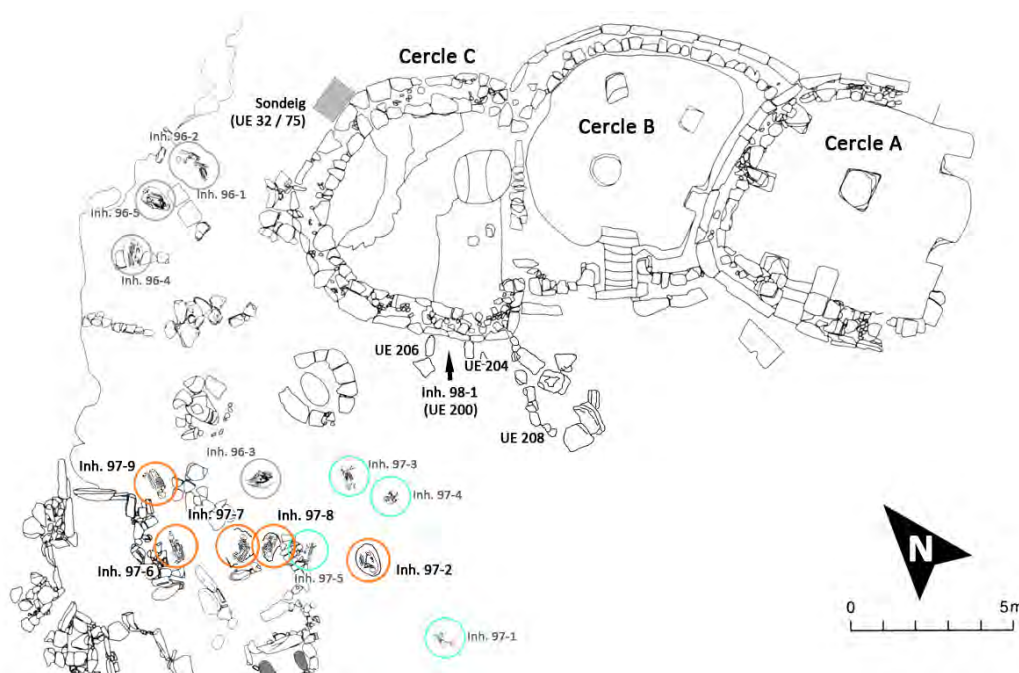 Cercle C
Cercle B
Cercle A
Sondeig
(UE 32 / 75)
Inh. 96-2
Inh. 96-1
Inh. 96-5
Inh. 96-4
UE 206
UE 204
Inh. 98-1
(UE 200)
UE 208
Inh. 97-9
Inh. 96-3
Inh. 97-3
Inh. 97-4
Inh. 97-7
Inh. 97-8
Inh. 97-6
Inh. 97-5
Inh. 97-2
Inh. 97-1
N
0 5m